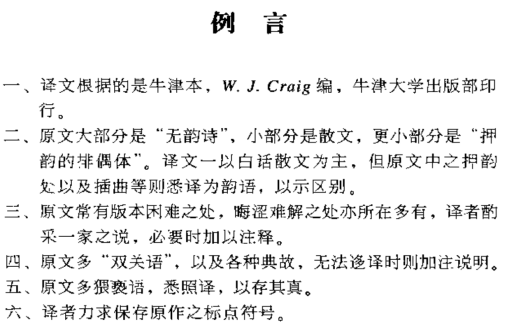 例 言
一、译文根据的是牛津本，W. J. Craig 编，牛津大学出版部印
行。
二、原文大部分是“无韵诗”，小部分是散文，更小部分是“押
韵的排偶体”。译文一以白话散文为主，但原文中之押韵
处以及插曲等则悉译为韵语，以示区别。
三、原文常有版本困难之处，晦涩难解之处亦所在多有，译者酌
采一家之说，必要时加以注释。
四、原文多“双关语”，以及各种典故，无法逐译时则加注说明。
五、原文多猥亵语，悉照译，以存其真。
六、译者力求保存原作之标点符号。